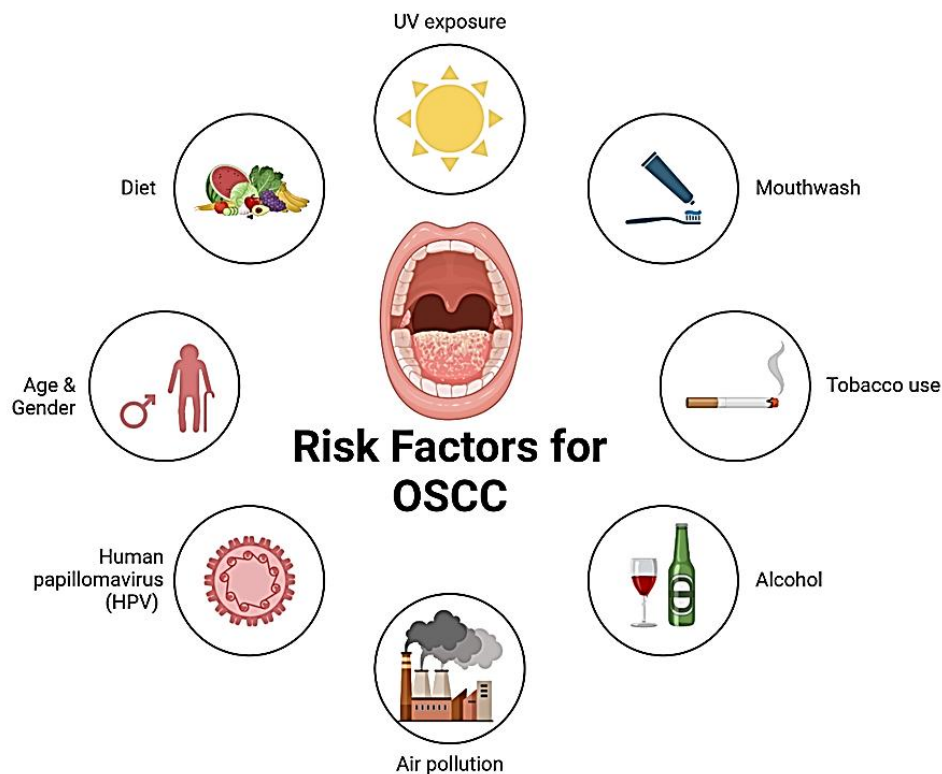 UV exposure
Diet
Mouthwash
Age &
Gender
Tobacco use
Risk Factors for
OSCC
Human
papillomavirus
(HPV)
Alcohol
Air pollution